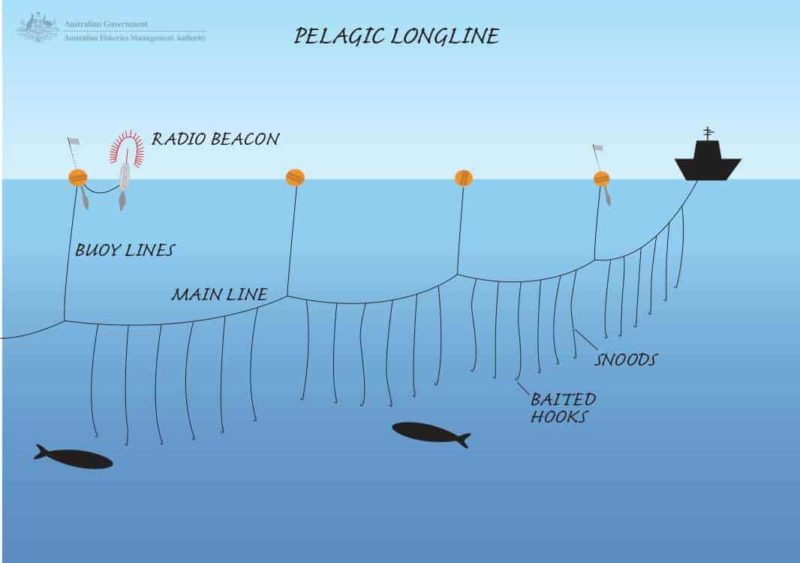 Australian Government
Australian Fisheries Management Authority
PELAGIC LONGLINE
RADIO BEACON
BUOY LINES
MAIN LINE
SNOODS
BAITED
HOOKS